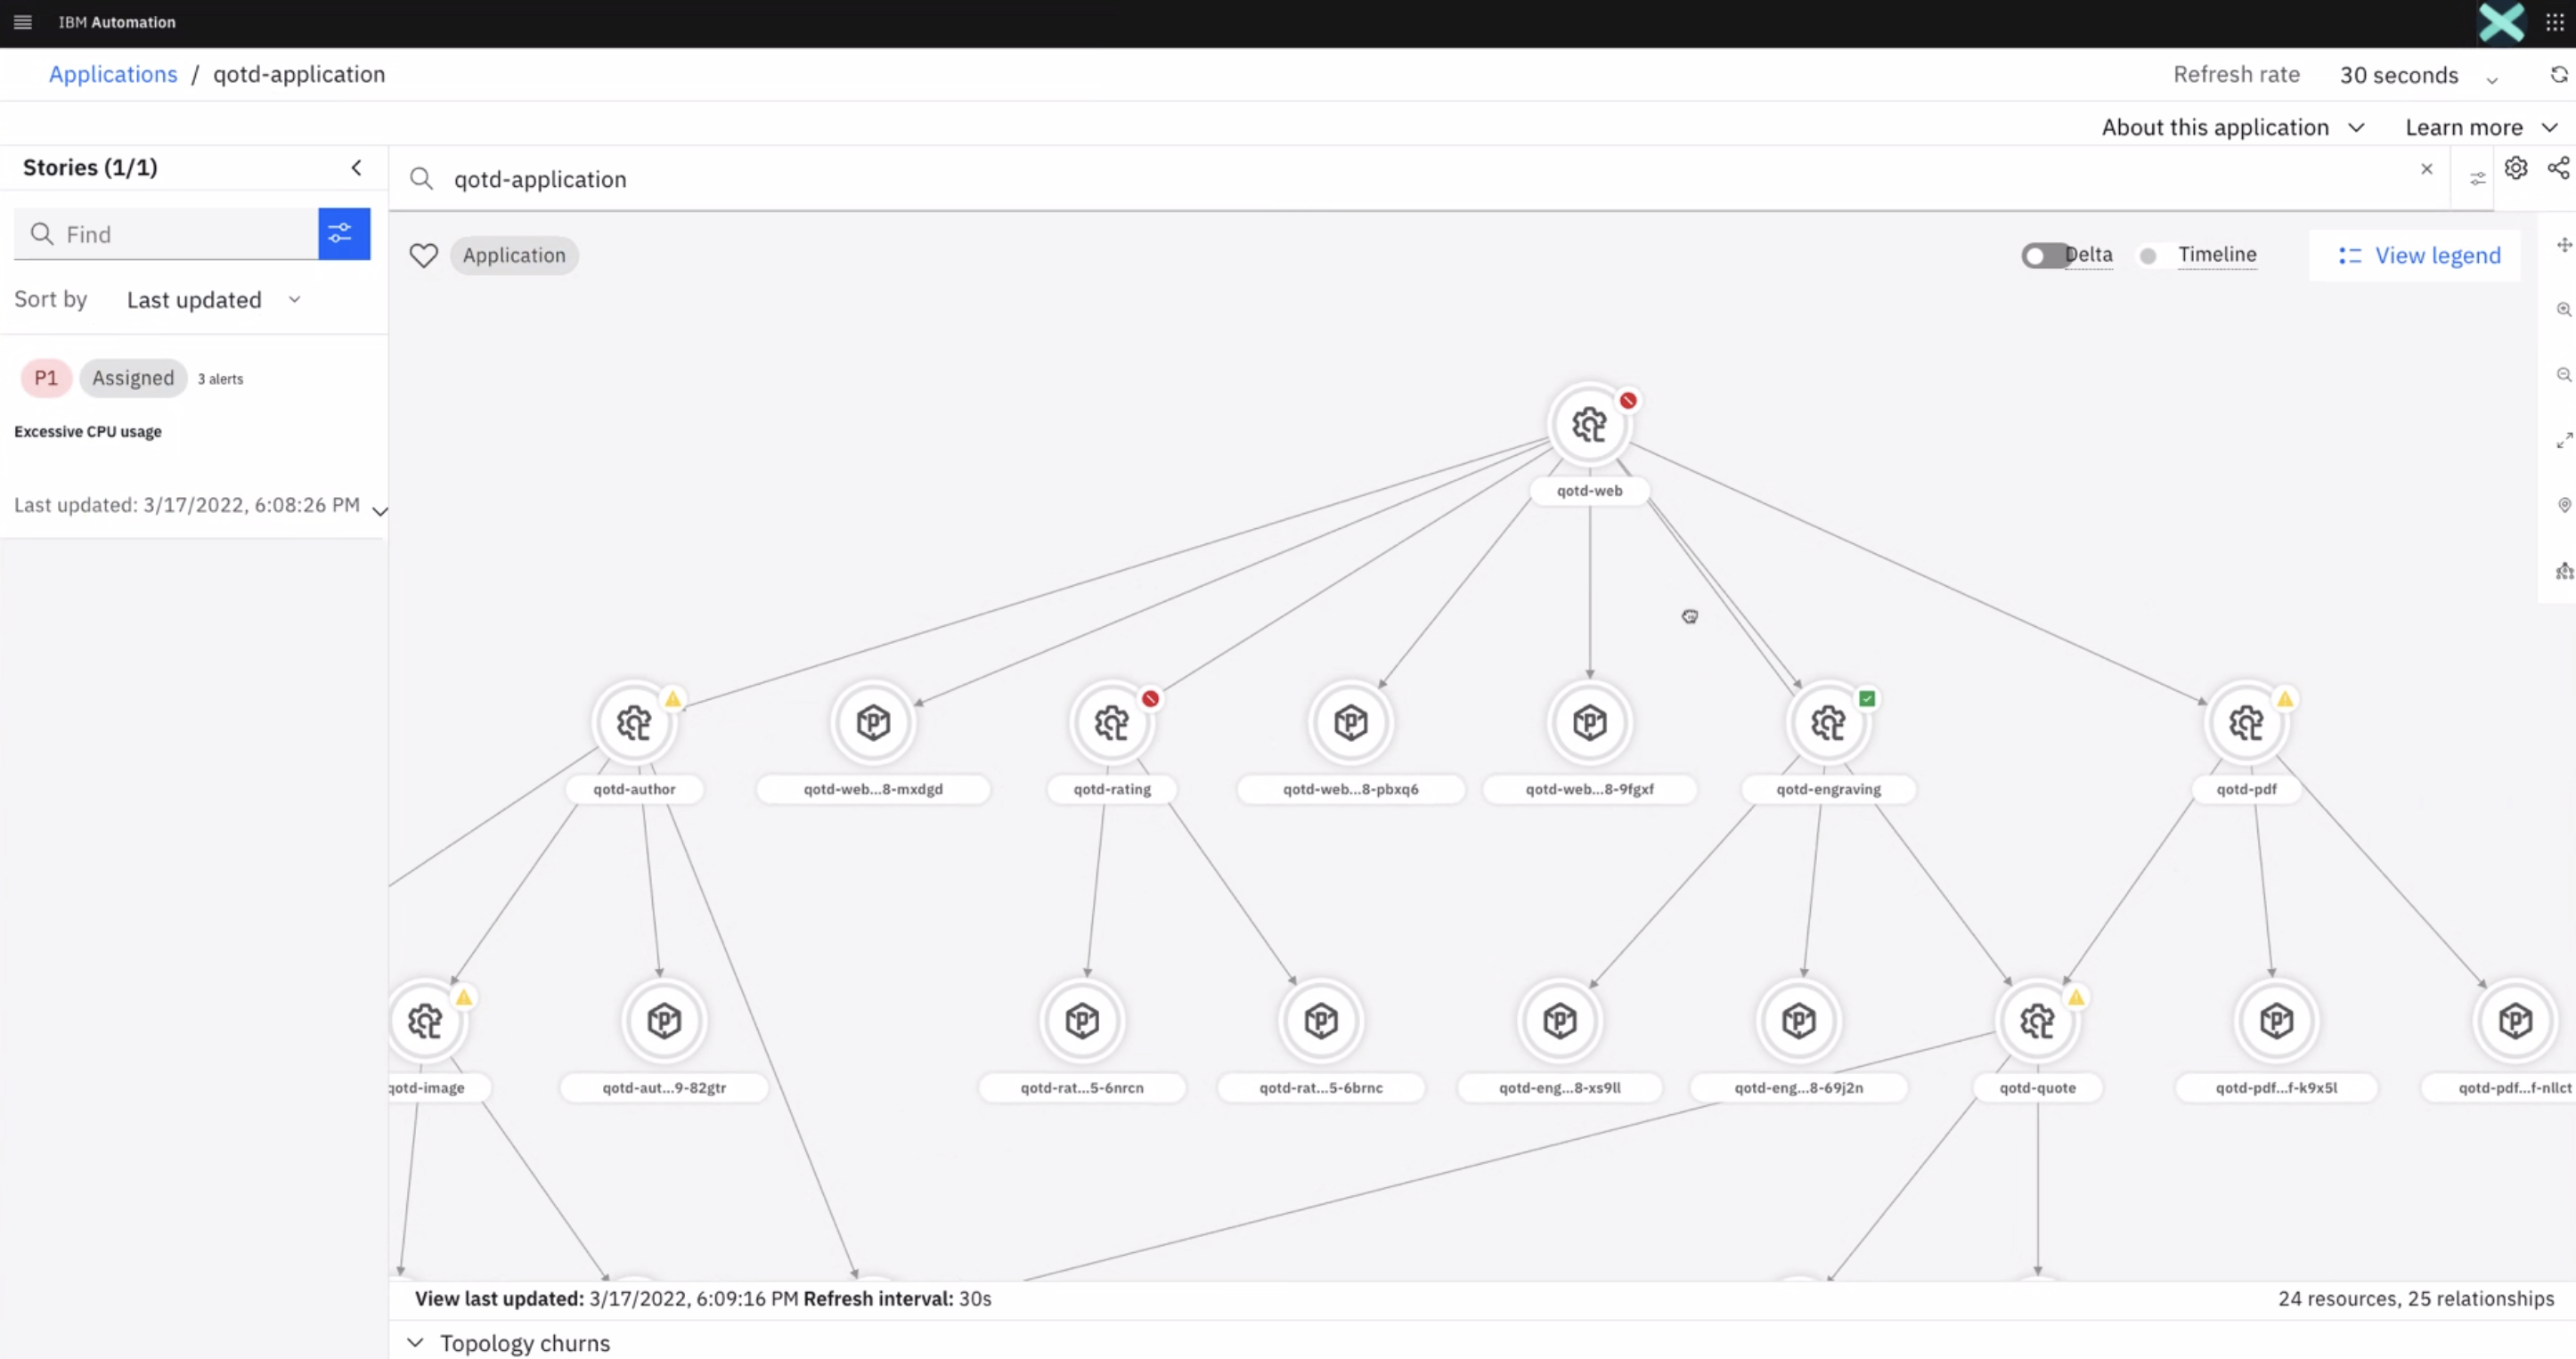 IBM Automation
Applications / qotd-application
Refresh rate 30 seconds
About this application Learn more
Stories (1/1)
qotd-application
Find
Application
Delta Timeline View legend
Sort by Last updated
P1 Assigned 3 alerts
Excessive CPU usage
Last updated: 3/17/2022, 6:08:26 PM
qotd-web
qotd-author qotd-web...8-mxdgd qotd-rating qotd-web...8-pbxq6 qotd-web...8-9fgxf qotd-engraving qotd-pdf
qotd-image qotd-aut...9-82gtr qotd-rat...5-6nrcn qotd-rat...5-6brnc qotd-eng...8-xs9ll qotd-eng...8-69j2n qotd-quote qotd-pdf...f-k9x5l qotd-pdf...f-nllct
View last updated: 3/17/2022, 6:09:16 PM Refresh interval: 30s
24 resources, 25 relationships
Topology churns